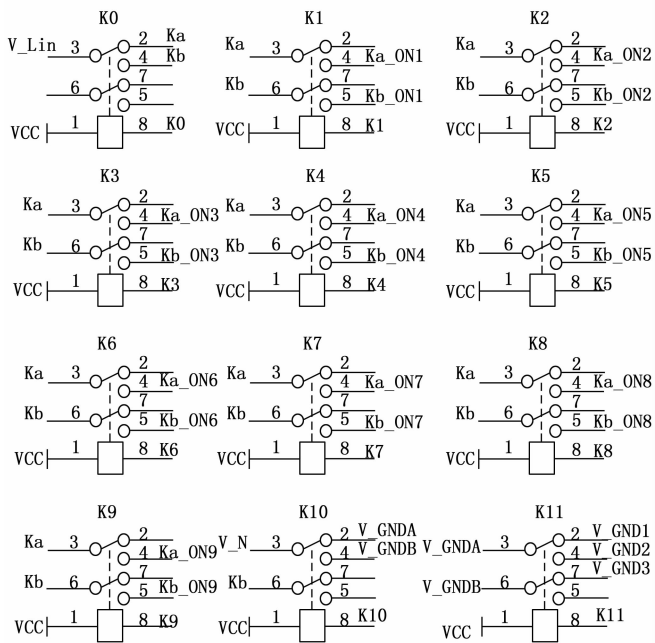 K0 K1 K2
2 Ka 2 2
V_Lin 3 4 Kb Ka 3 4 Ka_ON1 Ka 3 4 Ka_ON2
7 7 7
6 5 Kb 6 5 Kb_ON1 Kb 6 5 Kb_ON2
VCC 1 8 K0 VCC 1 8 K1 VCC 1 8 K2
K3 K4 K5
2 2 2
Ka 3 4 Ka_ON3 Ka 3 4 Ka_ON4 Ka 3 4 Ka_ON5
7 7 7
Kb 6 5 Kb_ON3 Kb 6 5 Kb_ON4 Kb 6 5 Kb_ON5
VCC 1 8 K3 VCC 1 8 K4 VCC 1 8 K5
K6 K7 K8
2 2 2
Ka 3 4 Ka_ON6 Ka 3 4 Ka_ON7 Ka 3 4 Ka_ON8
7 7 7
Kb 6 5 Kb_ON6 Kb 6 5 Kb_ON7 Kb 6 5 Kb_ON8
VCC 1 8 K6 VCC 1 8 K7 VCC 1 8 K8
K9 K10 K11
2 2 V_GNDA 2 V_GND1
Ka 3 4 Ka_ON9 V_N 3 4 V_GNDB V_GNDA 3 4 V_GND2
7 7 7 V_GND3
Kb 6 5 Kb_ON9 Kb 6 5 V_GNDB 6 5
VCC 1 8 K9 VCC 1 8 K10 VCC 1 8 K11